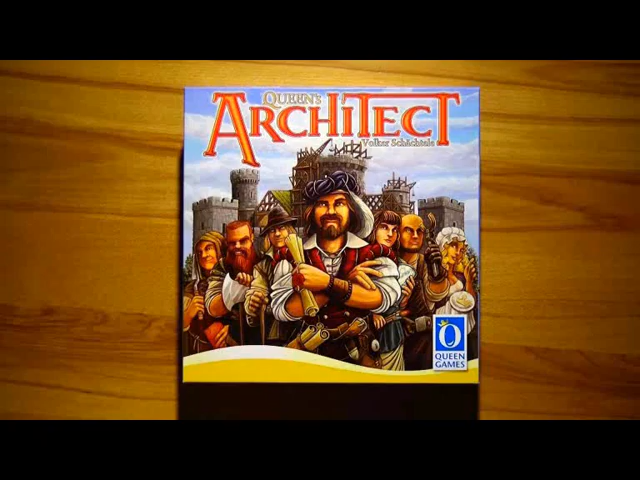 QUEEN's
ARCHITECT
Volker Schächtele
QUEEN
GAMES